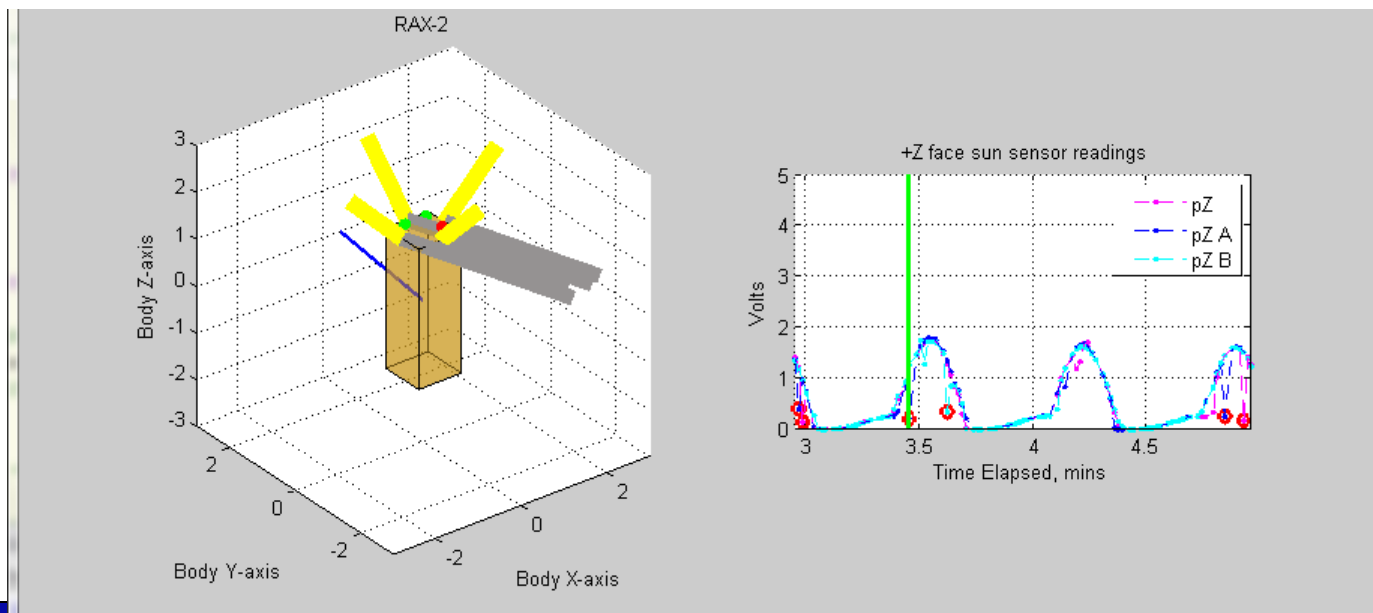 RAX-2
3
2
1
0
-1
-2
-3
Body Z-axis
2
0
-2
Body Y-axis
-2
0
2
Body X-axis
+Z face sun sensor readings
5
4
3
2
1
0
Volts
pZ
pZ A
pZ B
3
3.5
4
4.5
Time Elapsed, mins